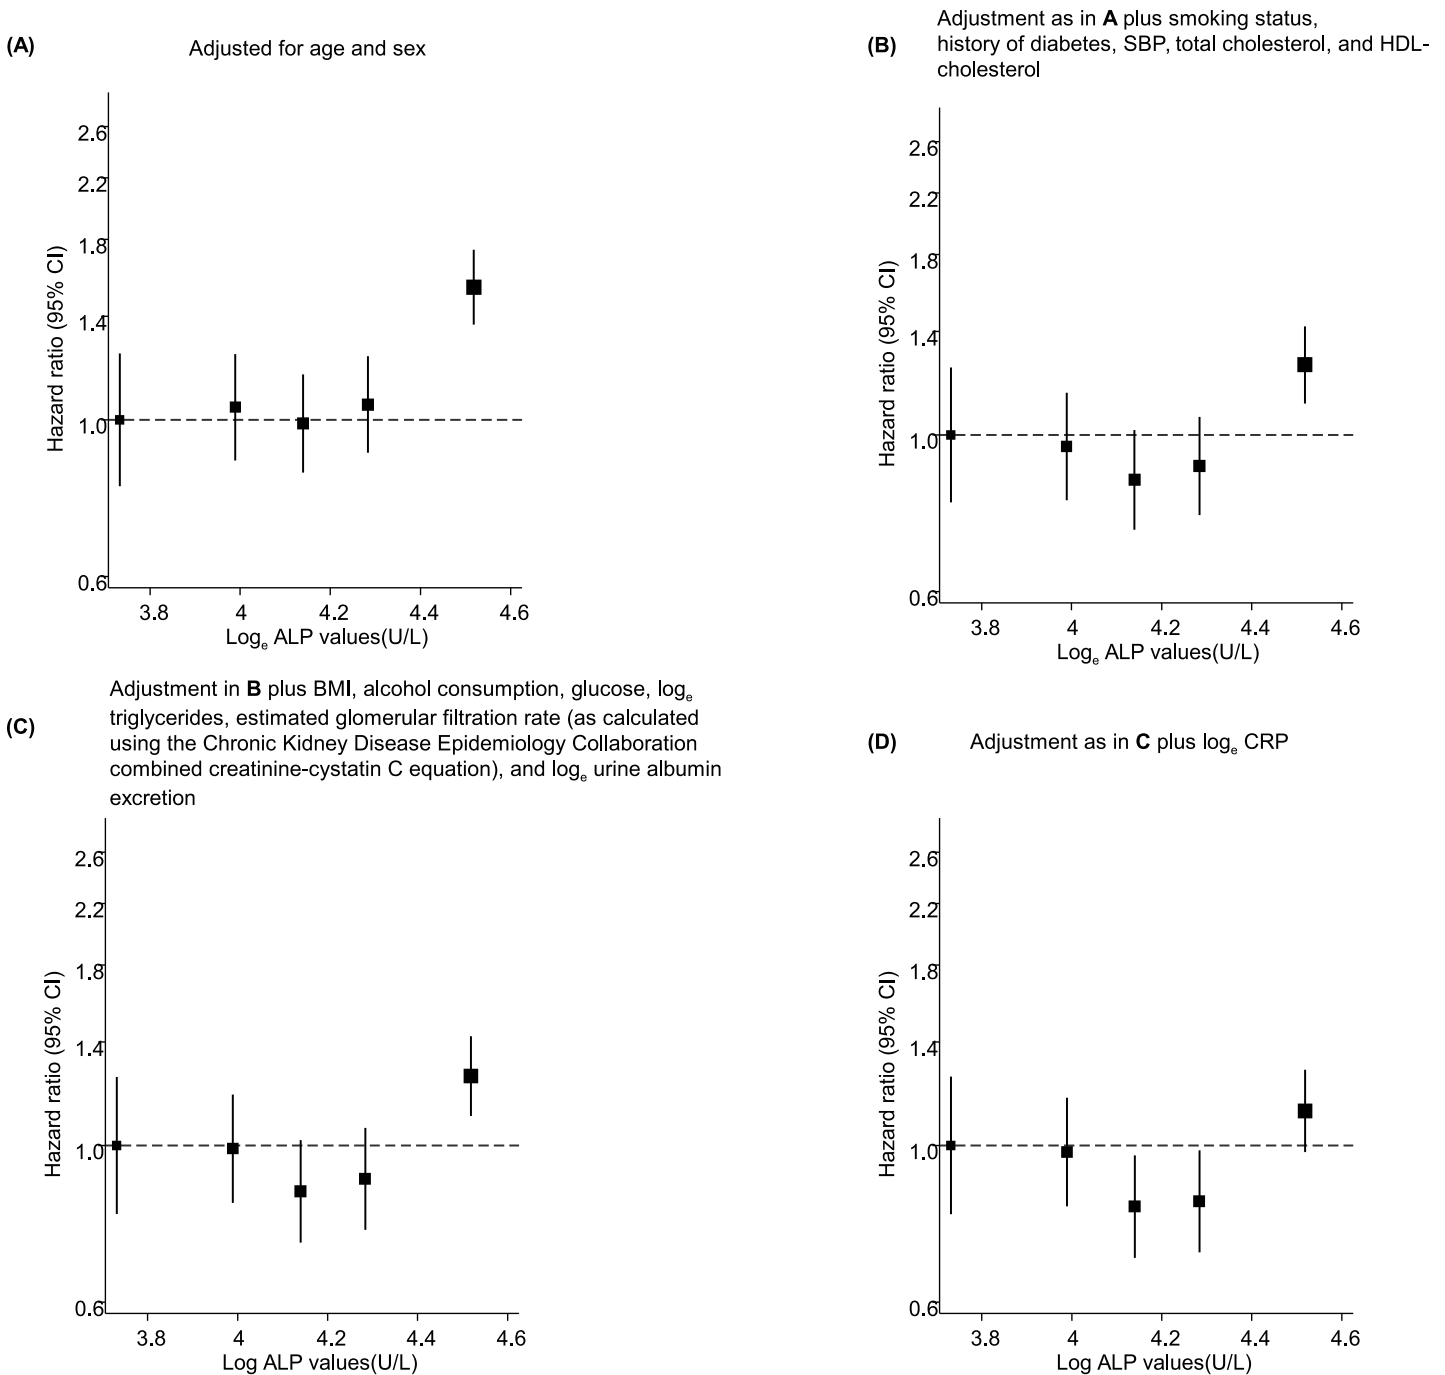 (A)
Adjusted for age and sex
2.6
2.2
1.8
1.4
1.0
0.6
Hazard ratio (95% CI)
3.8 4 4.2 4.4 4.6
Logₑ ALP values(U/L)
(B)
Adjustment as in A plus smoking status,
history of diabetes, SBP, total cholesterol, and HDL-
cholesterol
2.6
2.2
1.8
1.4
1.0
0.6
Hazard ratio (95% CI)
3.8 4 4.2 4.4 4.6
Logₑ ALP values(U/L)
(C)
Adjustment in B plus BMI, alcohol consumption, glucose, logₑ
triglycerides, estimated glomerular filtration rate (as calculated
using the Chronic Kidney Disease Epidemiology Collaboration
combined creatinine-cystatin C equation), and logₑ urine albumin
excretion
2.6
2.2
1.8
1.4
1.0
0.6
Hazard ratio (95% CI)
3.8 4 4.2 4.4 4.6
Log ALP values(U/L)
(D)
Adjustment as in C plus logₑ CRP
2.6
2.2
1.8
1.4
1.0
0.6
Hazard ratio (95% CI)
3.8 4 4.2 4.4 4.6
Log ALP values(U/L)